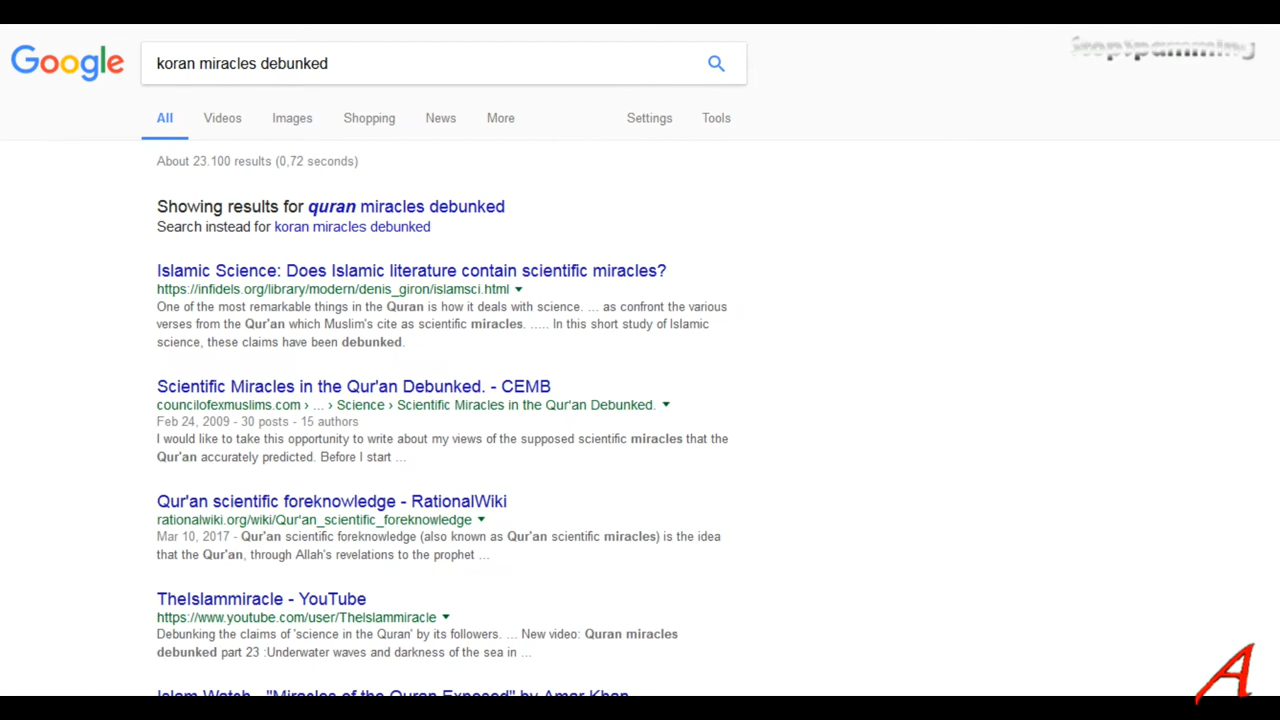 Google
koran miracles debunked
StopSpamming
All Videos Images Shopping News More Settings Tools
About 23.100 results (0,72 seconds)
Showing results for quran miracles debunked
Search instead for koran miracles debunked
Islamic Science: Does Islamic literature contain scientific miracles?
https://infidels.org/library/modern/denis_giron/islamsci.html
One of the most remarkable things in the Quran is how it deals with science. ... as confront the various
verses from the Qur'an which Muslim's cite as scientific miracles. ..... In this short study of Islamic
science, these claims have been debunked.
Scientific Miracles in the Qur'an Debunked. - CEMB
councilofexmuslims.com › ... › Science › Scientific Miracles in the Qur'an Debunked.
Feb 24, 2009 - 30 posts - 15 authors
I would like to take this opportunity to write about my views of the supposed scientific miracles that the
Qur'an accurately predicted. Before I start ...
Qur'an scientific foreknowledge - RationalWiki
rationalwiki.org/wiki/Qur'an_scientific_foreknowledge
Mar 10, 2017 - Qur'an scientific foreknowledge (also known as Qur'an scientific miracles) is the idea
that the Qur'an, through Allah's revelations to the prophet ...
TheIslammiracle - YouTube
https://www.youtube.com/user/TheIslammiracle
Debunking the claims of 'science in the Quran' by its followers. ... New video: Quran miracles
debunked part 23 :Underwater waves and darkness of the sea in ...
Islam Watch - "Miracles of the Quran Exposed" by Amar Khan
A